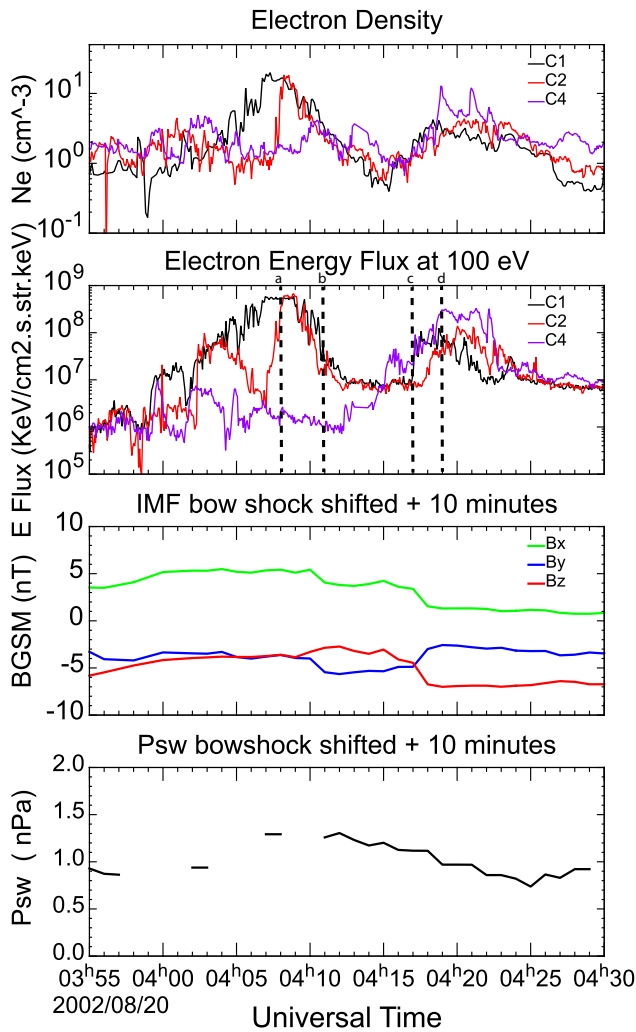 Electron Density
Ne (cm^-3)
10^1
10^0
10^-1
C1
C2
C4
Electron Energy Flux at 100 eV
E Flux (KeV/cm2.s.str.keV)
a
b
c
d
10^9
10^8
10^7
10^6
10^5
C1
C2
C4
IMF bow shock shifted + 10 minutes
BGSM (nT)
10
5
0
-5
-10
Bx
By
Bz
Psw bowshock shifted + 10 minutes
Psw ( nPa)
2.0
1.5
1.0
0.5
0.0
03h55 04h00 04h05 04h10 04h15 04h20 04h25 04h30
2002/08/20
Universal Time